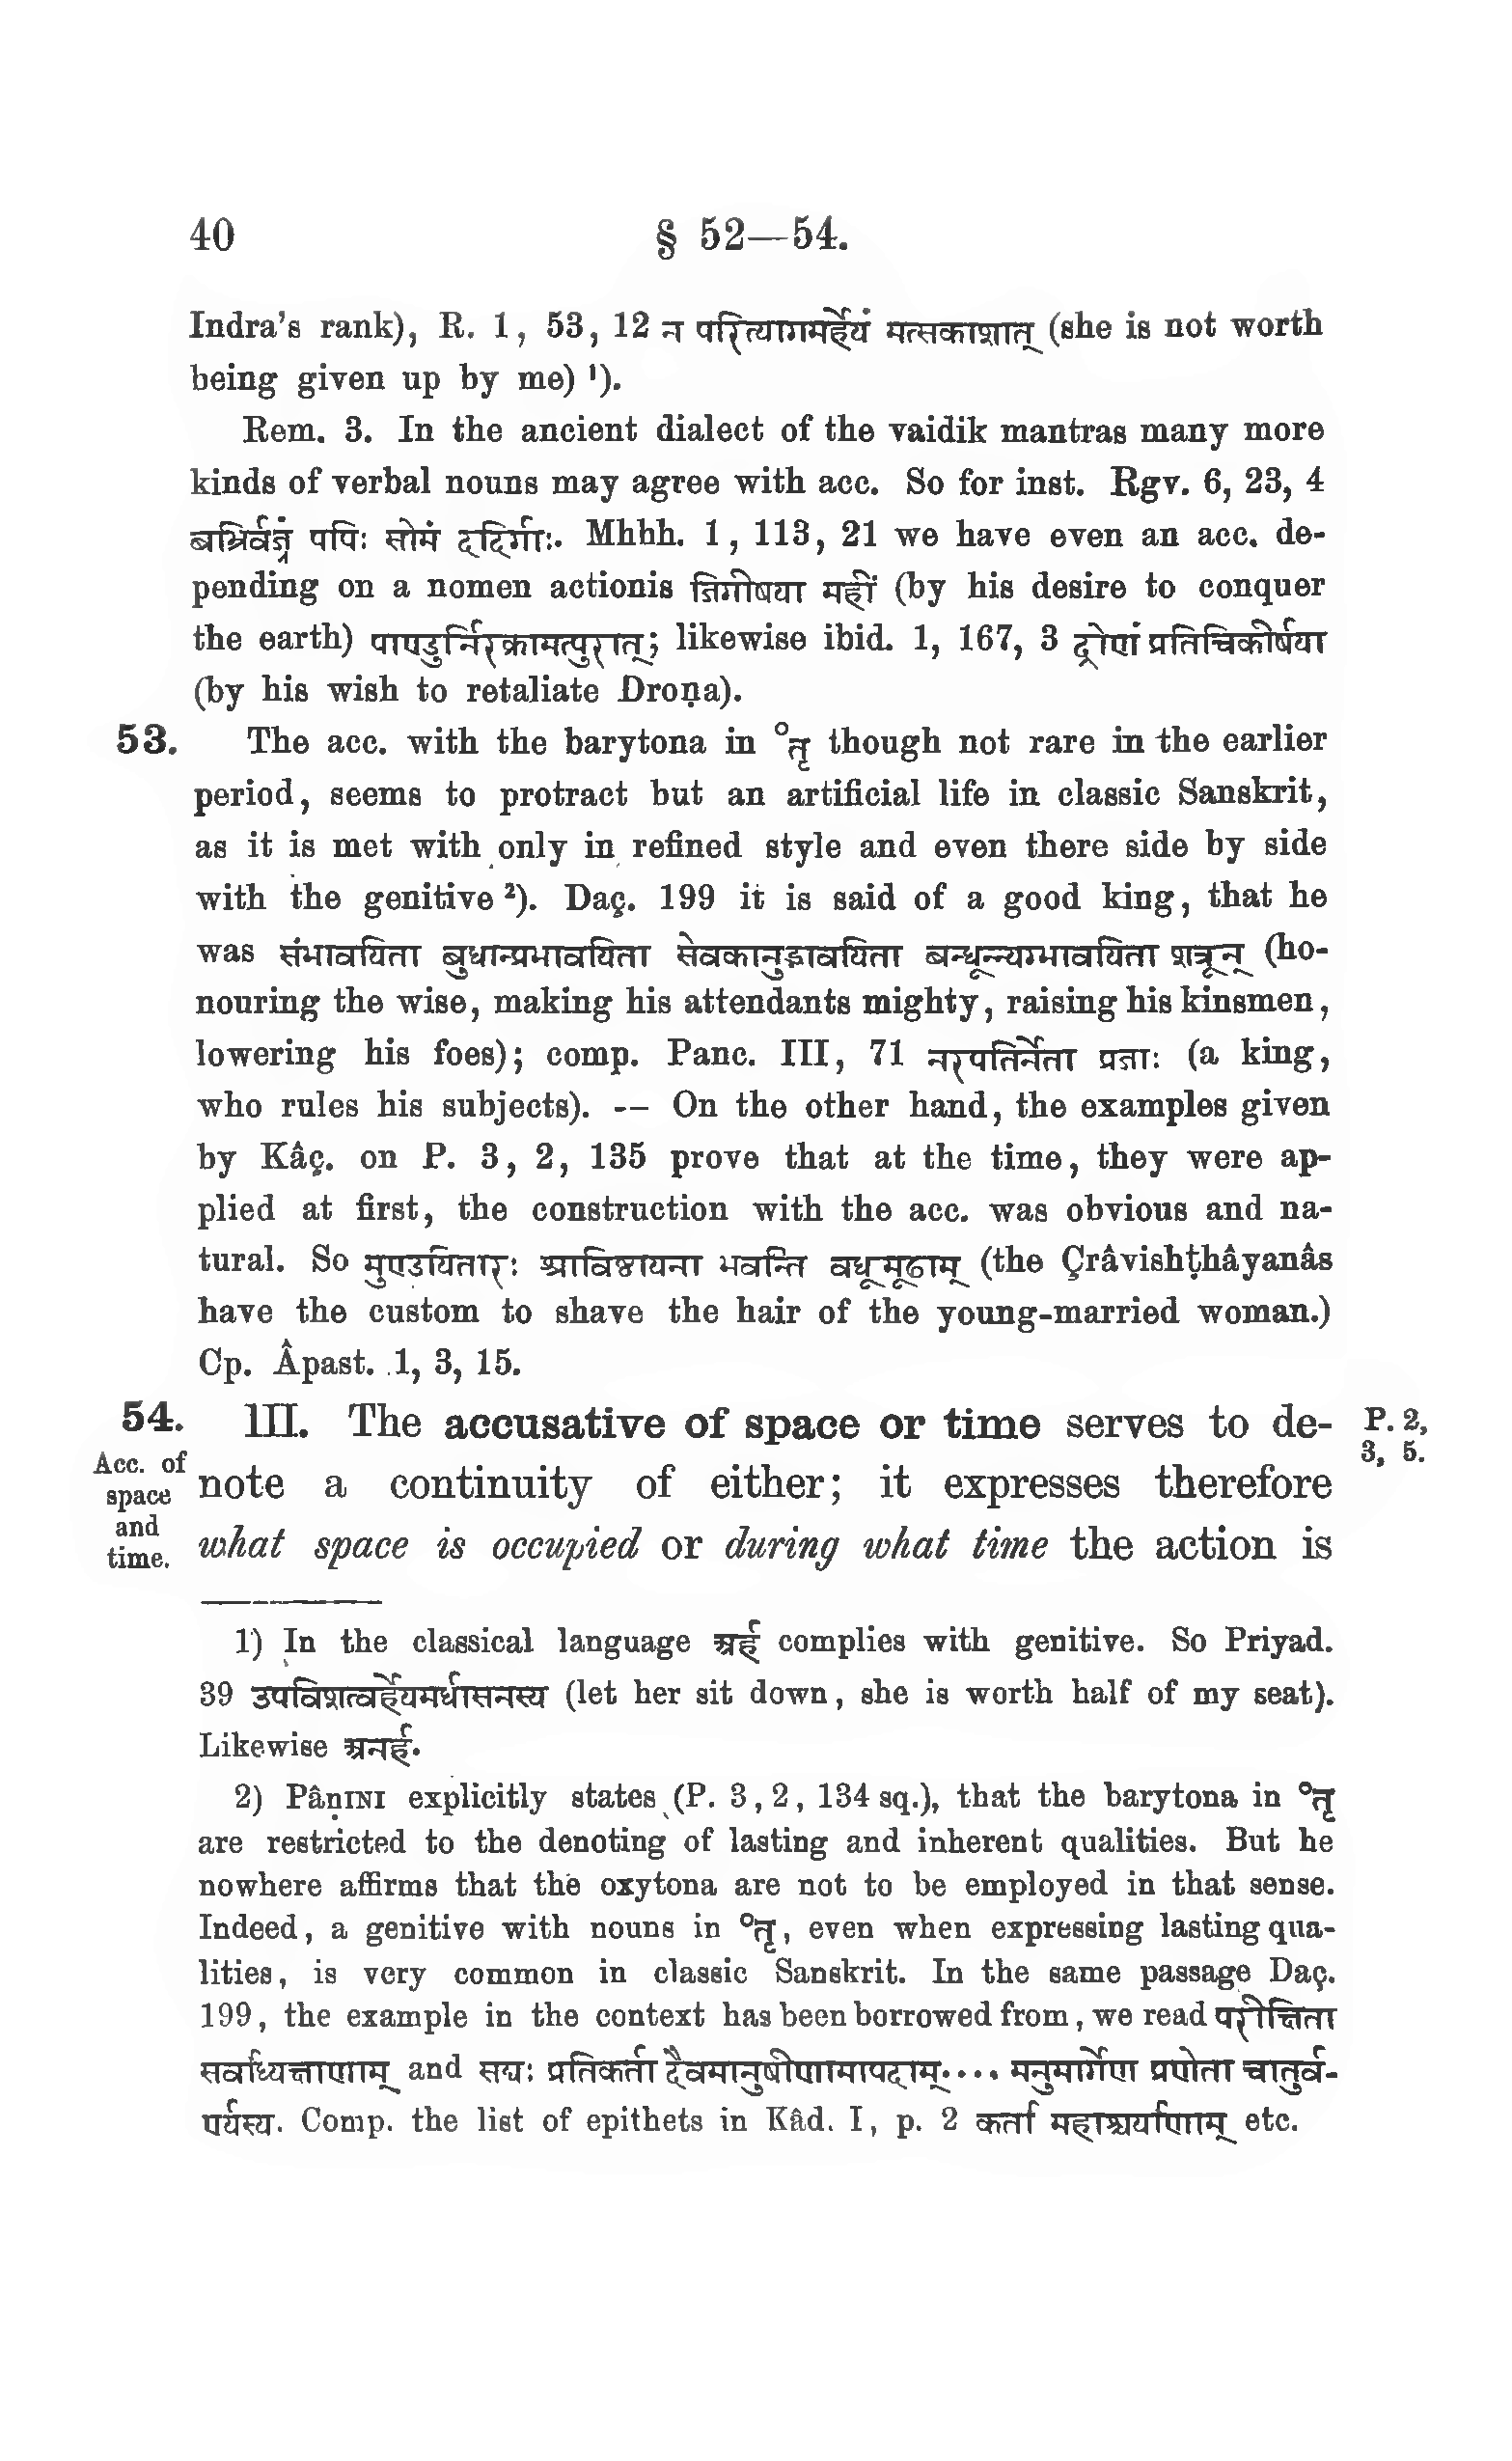 40 § 52—54.
Indra's rank), R. 1, 53, 12 न परित्यागमर्हेयं मत्सकाशात् (she is not worth
being given up by me) ¹).
Rem. 3. In the ancient dialect of the vaidik mantras many more
kinds of verbal nouns may agree with acc. So for inst. Rgv. 6, 23, 4
बभ्रिर्वज्रं पपिः सोमं ददिर्गाः. Mhbh. 1, 113, 21 we have even an acc. de-
pending on a nomen actionis जिगीषया महीं (by his desire to conquer
the earth) पाण्डुर्निरक्रामत्पुरात्; likewise ibid. 1, 167, 3 द्रोणं प्रतिचिकीर्षया
(by his wish to retaliate Droṇa).
53. The acc. with the barytona in °तृ though not rare in the earlier
period, seems to protract but an artificial life in classic Sanskrit,
as it is met with only in refined style and even there side by side
with the genitive ²). Daç. 199 it is said of a good king, that he
was संभावयिता बुधान्प्रभावयिता सेवकानुद्भावयिता बन्धून्न्यग्भावयिता शत्रून् (ho-
nouring the wise, making his attendants mighty, raising his kinsmen,
lowering his foes); comp. Panc. III, 71 नरपतिर्नेता प्रजाः (a king,
who rules his subjects). -- On the other hand, the examples given
by Kâç. on P. 3, 2, 135 prove that at the time, they were ap-
plied at first, the construction with the acc. was obvious and na-
tural. So मुण्डयितारः श्राविष्ठायना भवन्ति वधूमूढाम् (the Çrâvishṭhâyanâs
have the custom to shave the hair of the young-married woman.)
Cp. Âpast. 1, 3, 15.
54. III. The accusative of space or time serves to de- P. 2,
3, 5.
Acc. of
space
and
time.
note a continuity of either; it expresses therefore
what space is occupied or during what time the action is
1) In the classical language अर्ह complies with genitive. So Priyad.
39 उपविशत्वर्हेयमर्धासनस्य (let her sit down, she is worth half of my seat).
Likewise अनर्ह.
2) Pâṇini explicitly states (P. 3, 2, 134 sq.), that the barytona in °तृ
are restricted to the denoting of lasting and inherent qualities. But he
nowhere affirms that the oxytona are not to be employed in that sense.
Indeed, a genitive with nouns in °तृ, even when expressing lasting qua-
lities, is very common in classic Sanskrit. In the same passage Daç.
199, the example in the context has been borrowed from, we read परीक्षिता
सर्वाध्यक्षाणाम् and सद्यः प्रतिकर्ता दैवमानुषीणामापदाम्.... मनुमार्गेण प्रणेता चातुर्व-
र्ण्यस्य. Comp. the list of epithets in Kâd. I, p. 2 कर्ता महाश्चर्याणाम् etc.